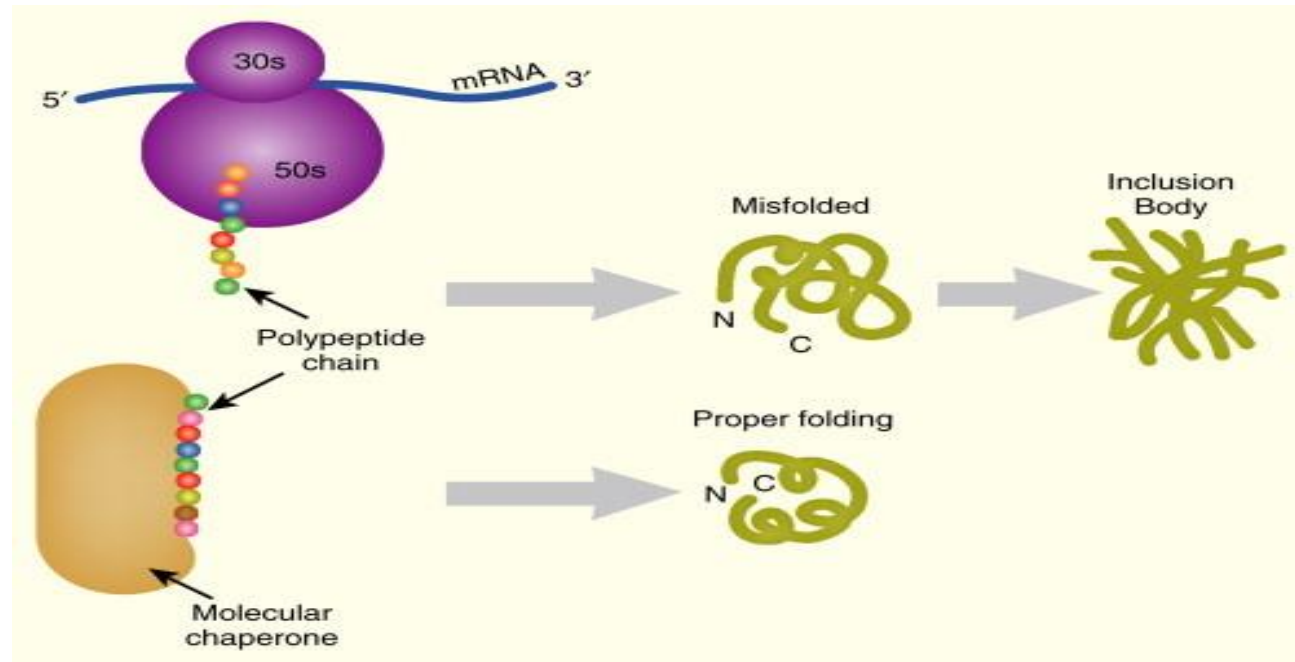 30s
5′
mRNA
3′
50s
Misfolded
Inclusion
Body
N
C
Polypeptide
chain
Proper folding
N
C
Molecular
chaperone